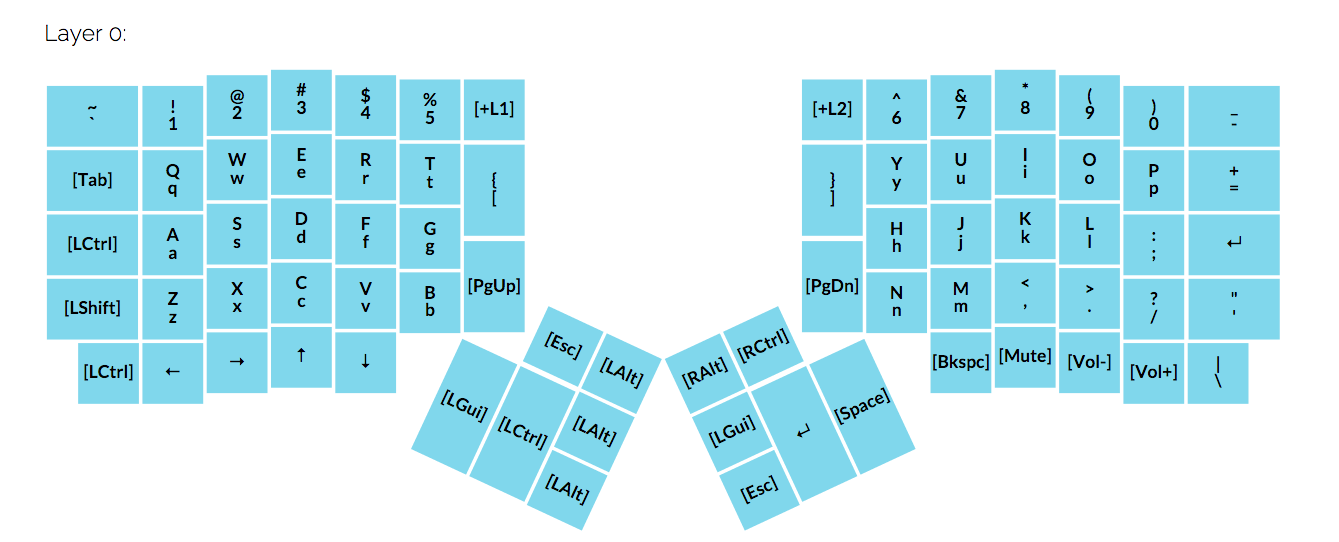 Layer 0:
~
`
!
1
@
2
#
3
$
4
%
5
[+L1]
[+L2]
^
6
&
7
*
8
(
9
)
0
_
-
[Tab]
Q
q
W
w
E
e
R
r
T
t
{
[
}
]
Y
y
U
u
I
i
O
o
P
p
+
=
[LCtrl]
A
a
S
s
D
d
F
f
G
g
H
h
J
j
K
k
L
l
:
;
↵
[LShift]
Z
z
X
x
C
c
V
v
B
b
[PgUp]
[PgDn]
N
n
M
m
<
,
>
.
?
/
"
'
[LCtrl]
←
→
↑
↓
[Bkspc]
[Mute]
[Vol-]
[Vol+]
|
\
[Esc]
[LAlt]
[LGui]
[LCtrl]
[LAlt]
[LAlt]
[RAlt]
[RCtrl]
[LGui]
↵
[Space]
[Esc]